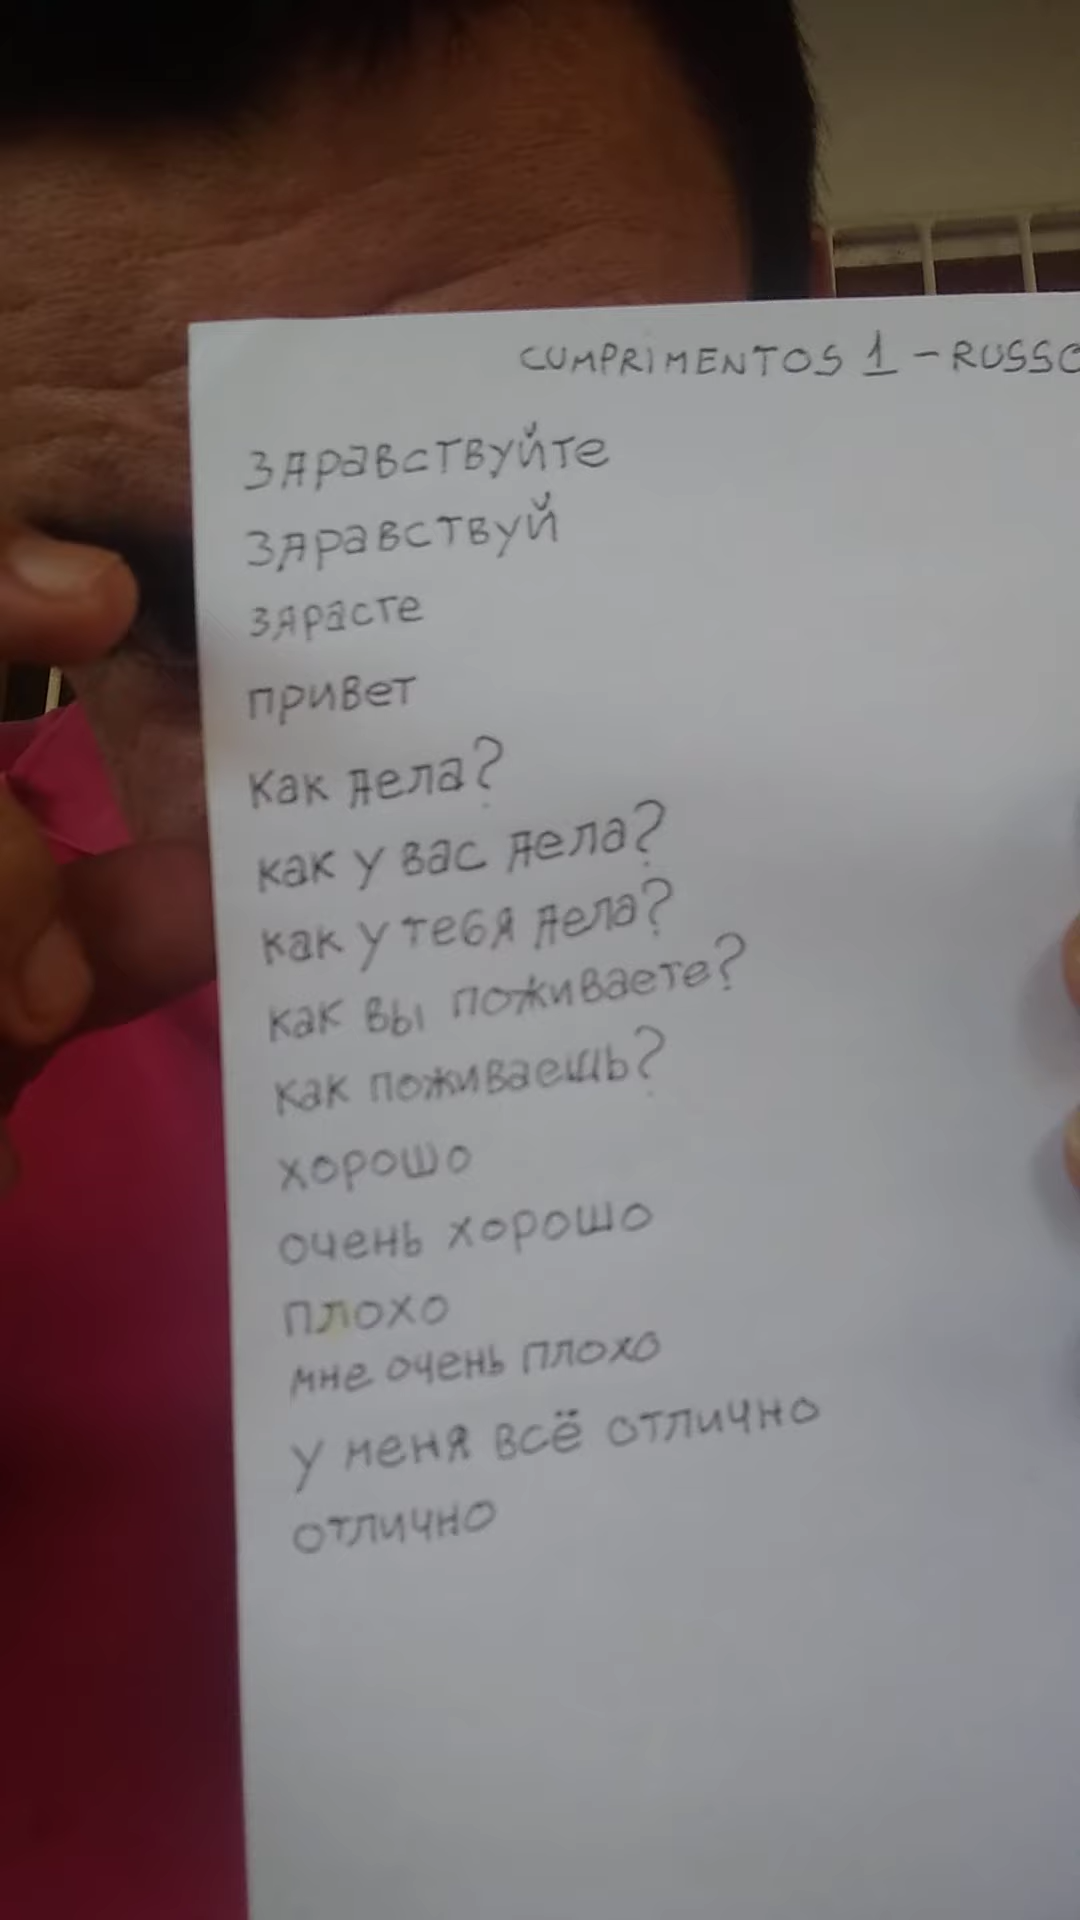 CUMPRIMENTOS 1 - RUSSO
здравствуйте
здравствуй
здрасте
привет
как дела?
как у вас дела?
как у тебя дела?
как вы поживаете?
как поживаешь?
хорошо
очень хорошо
плохо
мне очень плохо
у меня всё отлично
отлично